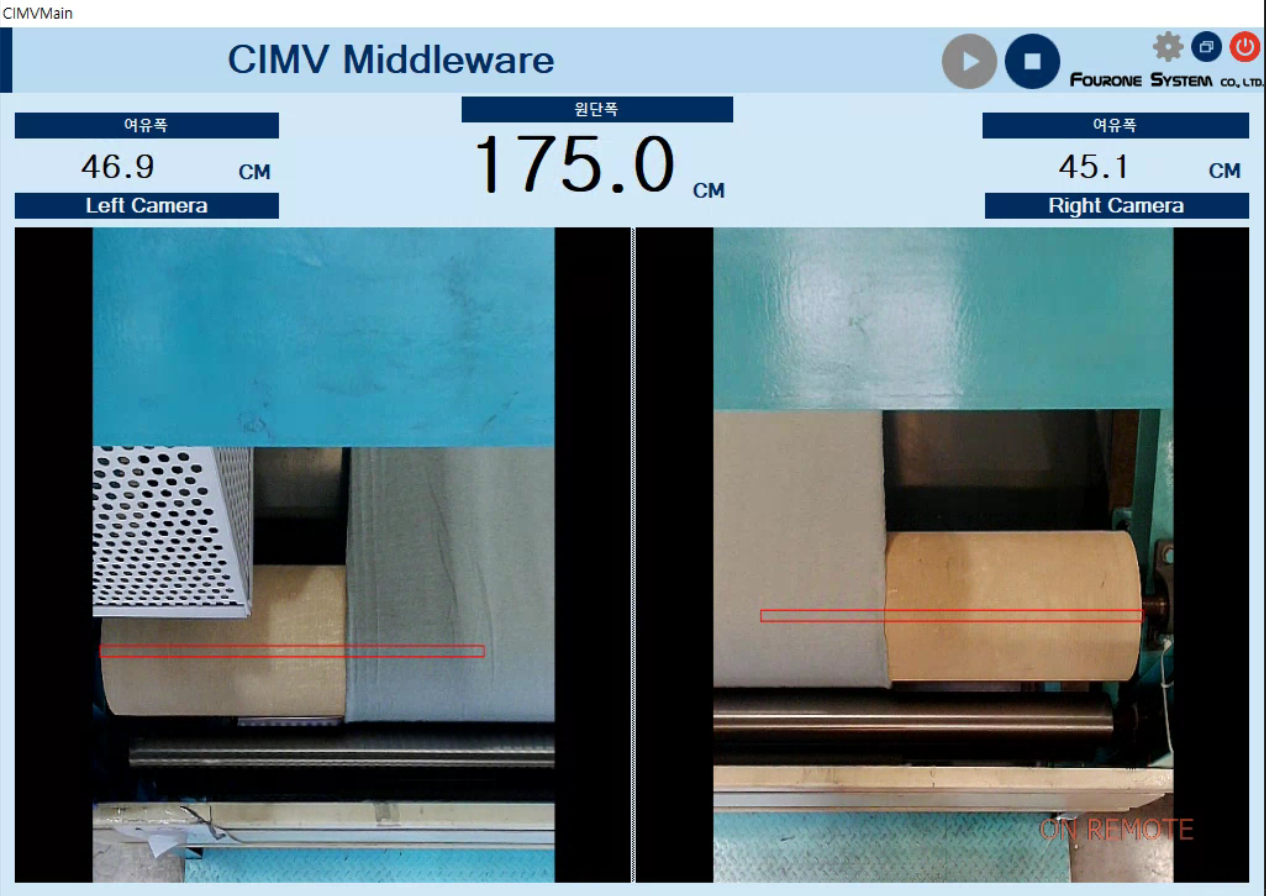 CIMVMain
CIMV Middleware
FOURONE SYSTEM CO., LTD.
여유폭
46.9 CM
Left Camera
원단폭
175.0 CM
여유폭
45.1 CM
Right Camera
ON REMOTE